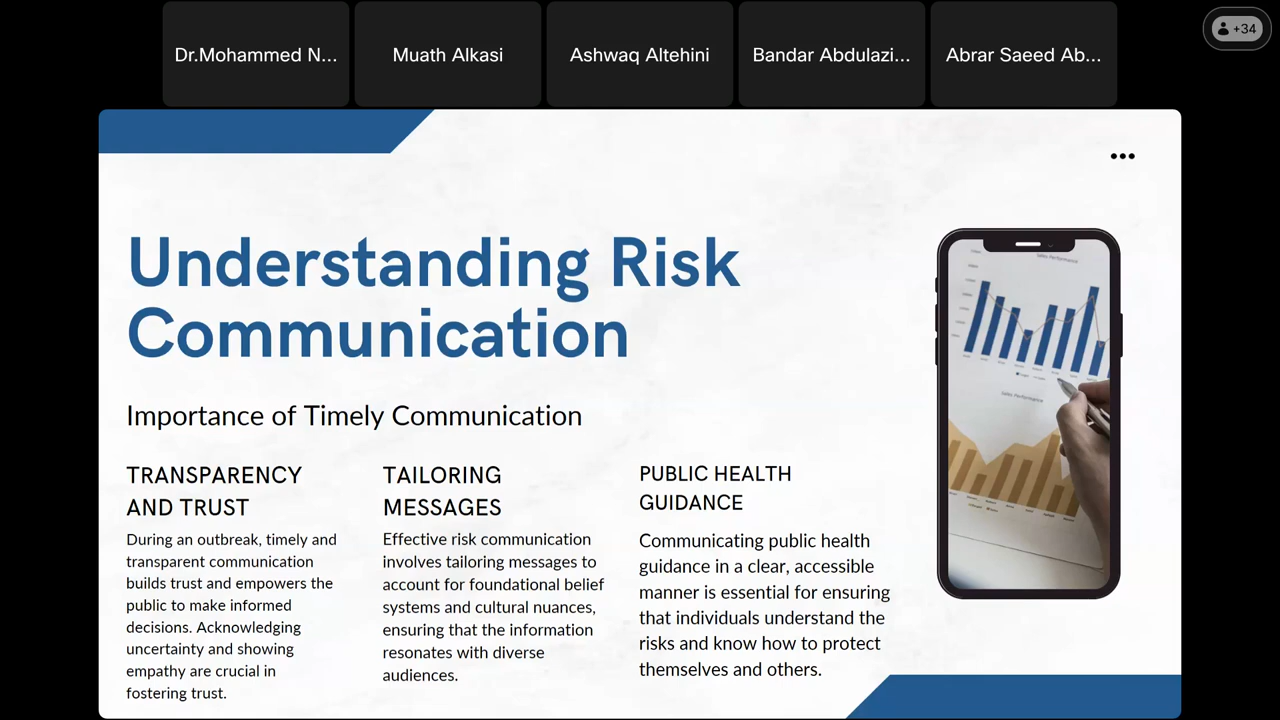 Dr.Mohammed N...
Muath Alkasi
Ashwaq Altehini
Bandar Abdulazi...
Abrar Saeed Ab...
+34
Understanding Risk
Communication
Importance of Timely Communication
TRANSPARENCY
AND TRUST
During an outbreak, timely and
transparent communication
builds trust and empowers the
public to make informed
decisions. Acknowledging
uncertainty and showing
empathy are crucial in
fostering trust.
TAILORING
MESSAGES
Effective risk communication
involves tailoring messages to
account for foundational belief
systems and cultural nuances,
ensuring that the information
resonates with diverse
audiences.
PUBLIC HEALTH
GUIDANCE
Communicating public health
guidance in a clear, accessible
manner is essential for ensuring
that individuals understand the
risks and know how to protect
themselves and others.
Sales Performance
Sales Performance